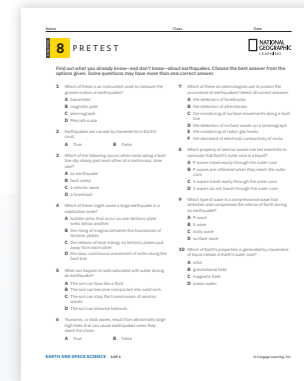 Name
Class
Date
8 PRETEST
NATIONAL
GEOGRAPHIC
LEARNING
Find out what you already know—and don't know—about earthquakes. Choose the best answer from the
options given. Some questions may have more than one correct answer.
1 Which of these is an instrument used to measure the
ground motion of earthquakes?
A barometer
B magnetic pole
C seismograph
D Mercalli scale
2 Earthquakes are caused by movements in Earth's
crust.
A True B False
3 Which of the following occurs when rocks along a fault
line slip slowly past each other at a continuous, slow
rate?
A an earthquake
B fault creep
C a seismic wave
D a foreshock
4 Which of these might cause a large earthquake in a
subduction zone?
A sudden jerks that occur as one tectonic plate
sinks below another
B the rising of magma between the boundaries of
tectonic plates
C the release of heat energy as tectonic plates pull
away from each other
D the slow, continuous movement of rocks along the
fault line
5 What can happen to soils saturated with water during
an earthquake?
A The soil can flow like a fluid.
B The soil can become compacted into solid rock.
C The soil can stop the transmission of seismic
waves.
D The soil can dissolve bedrock.
6 Tsunamis, or tidal waves, result from abnormally large
high tides that can cause earthquakes when they
reach the shore.
A True B False
7 Which of these do seismologists use to predict the
occurrence of earthquakes? Select all correct answers.
A the detection of foreshocks
B the detection of aftershocks
C the monitoring of surface movements along a fault
line
D the detection of surface waves on a seismograph
E the monitoring of radon gas levels
F the decrease of electrical conductivity of rocks
8 Which property of seismic waves has led scientists to
conclude that Earth's outer core is a liquid?
A P waves travel easily through the outer core.
B P waves are reflected when they reach the outer
core.
C S waves travel easily through the outer core.
D S waves do not travel through the outer core.
9 Which type of wave is a compressional wave that
stretches and compresses the interior of Earth during
an earthquake?
A P wave
B S wave
C body wave
D surface wave
10 Which of Earth's properties is generated by movement
of liquid metals in Earth's outer core?
A orbit
B gravitational field
C magnetic field
D ocean water
EARTH AND SPACE SCIENCE
© Cengage Learning, Inc.